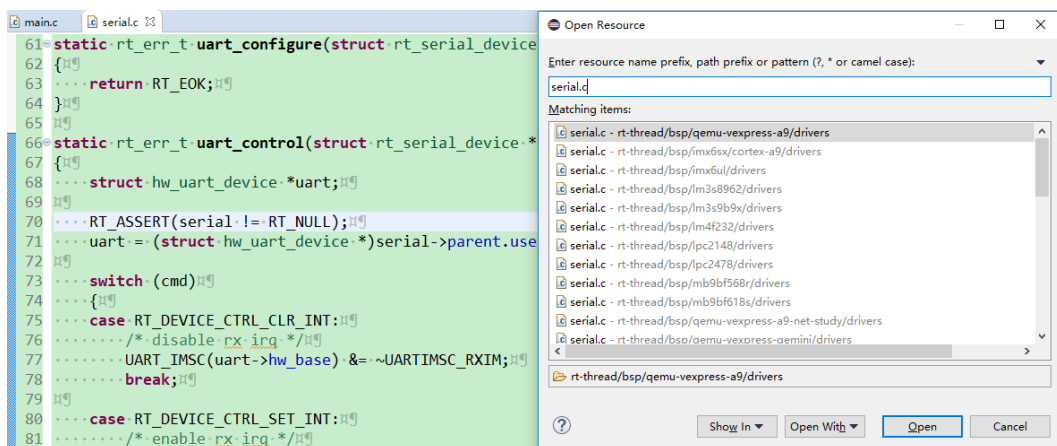 main.c serial.c
61 static rt_err_t uart_configure(struct rt_serial_device
62 {
63 return RT_EOK;
64 }
65
66 static rt_err_t uart_control(struct rt_serial_device *
67 {
68 struct hw_uart_device *uart;
69
70 RT_ASSERT(serial != RT_NULL);
71 uart = (struct hw_uart_device *)serial->parent.use
72
73 switch (cmd)
74 {
75 case RT_DEVICE_CTRL_CLR_INT:
76 /* disable rx irq */
77 UART_IMSC(uart->hw_base) &= ~UARTIMSC_RXIM;
78 break;
79
80 case RT_DEVICE_CTRL_SET_INT:
81 /* enable rx irq */
Open Resource
Enter resource name prefix, path prefix or pattern (?, * or camel case):
serial.c
Matching items:
serial.c - rt-thread/bsp/qemu-vexpress-a9/drivers
serial.c - rt-thread/bsp/imx6sx/cortex-a9/drivers
serial.c - rt-thread/bsp/imx6ul/drivers
serial.c - rt-thread/bsp/lm3s8962/drivers
serial.c - rt-thread/bsp/lm3s9b9x/drivers
serial.c - rt-thread/bsp/lm4f232/drivers
serial.c - rt-thread/bsp/lpc2148/drivers
serial.c - rt-thread/bsp/lpc2478/drivers
serial.c - rt-thread/bsp/mb9bf568r/drivers
serial.c - rt-thread/bsp/mb9bf618s/drivers
serial.c - rt-thread/bsp/qemu-vexpress-a9-net-study/drivers
serial.c - rt-thread/bsp/qemu-vexpress-gemini/drivers
rt-thread/bsp/qemu-vexpress-a9/drivers
Show In Open With Open Cancel